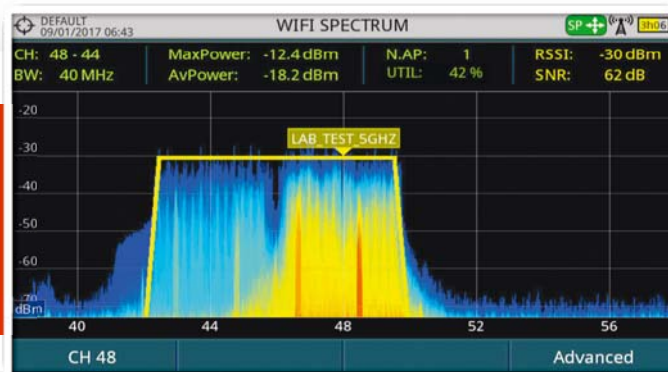 DEFAULT
09/01/2017 06:43
WIFI SPECTRUM
SP
3h06
CH: 48 - 44
MaxPower: -12.4 dBm
N.AP: 1
RSSI: -30 dBm
BW: 40 MHz
AvPower: -18.2 dBm
UTIL: 42 %
SNR: 62 dB
-20
-30
LAB_TEST_5GHZ
-40
-50
-60
-70
dBm
40 44 48 52 56
CH 48
Advanced